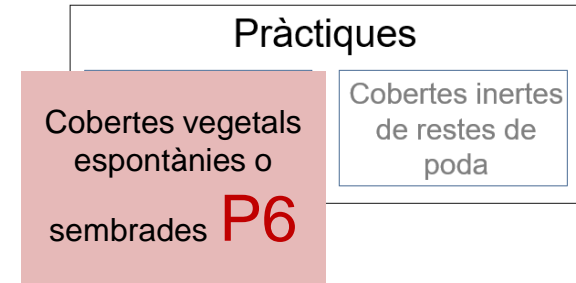 Pràctiques
Cobertes vegetals
espontànies o
sembrades P6
Cobertes inertes
de restes de
poda